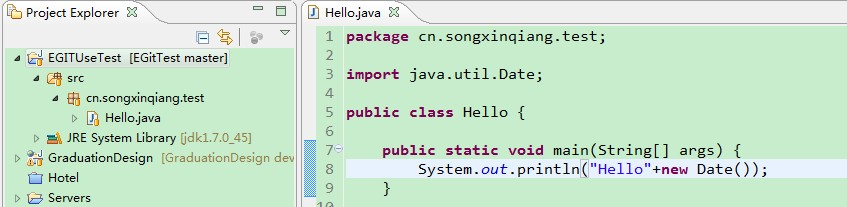 Project Explorer
EGITUseTest [EGitTest master]
src
cn.songxinqiang.test
Hello.java
JRE System Library [jdk1.7.0_45]
GraduationDesign [GraduationDesign dev
Hotel
Servers
Hello.java
1 package cn.songxinqiang.test;
2
3 import java.util.Date;
4
5 public class Hello {
6
7 public static void main(String[] args) {
8 System.out.println("Hello"+new Date());
9 }
10